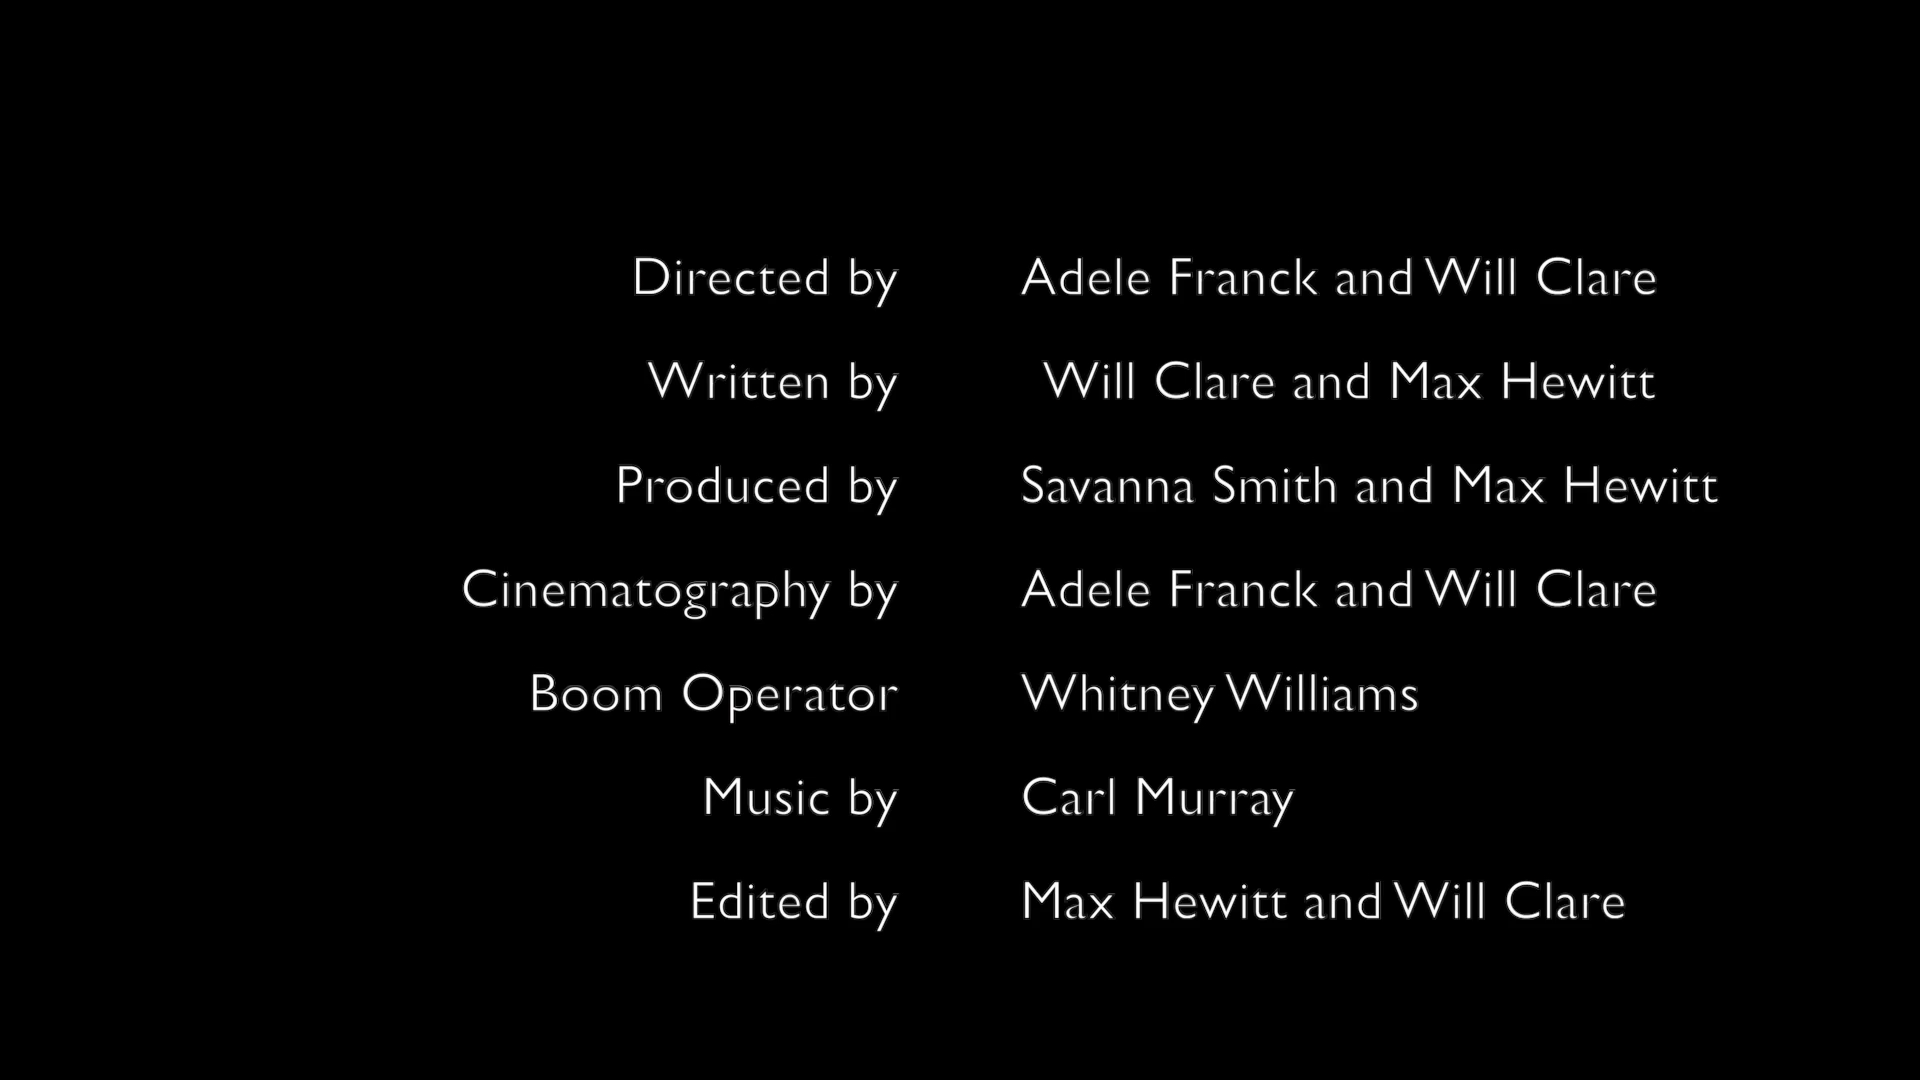 Directed by Adele Franck and Will Clare
Written by Will Clare and Max Hewitt
Produced by Savanna Smith and Max Hewitt
Cinematography by Adele Franck and Will Clare
Boom Operator Whitney Williams
Music by Carl Murray
Edited by Max Hewitt and Will Clare